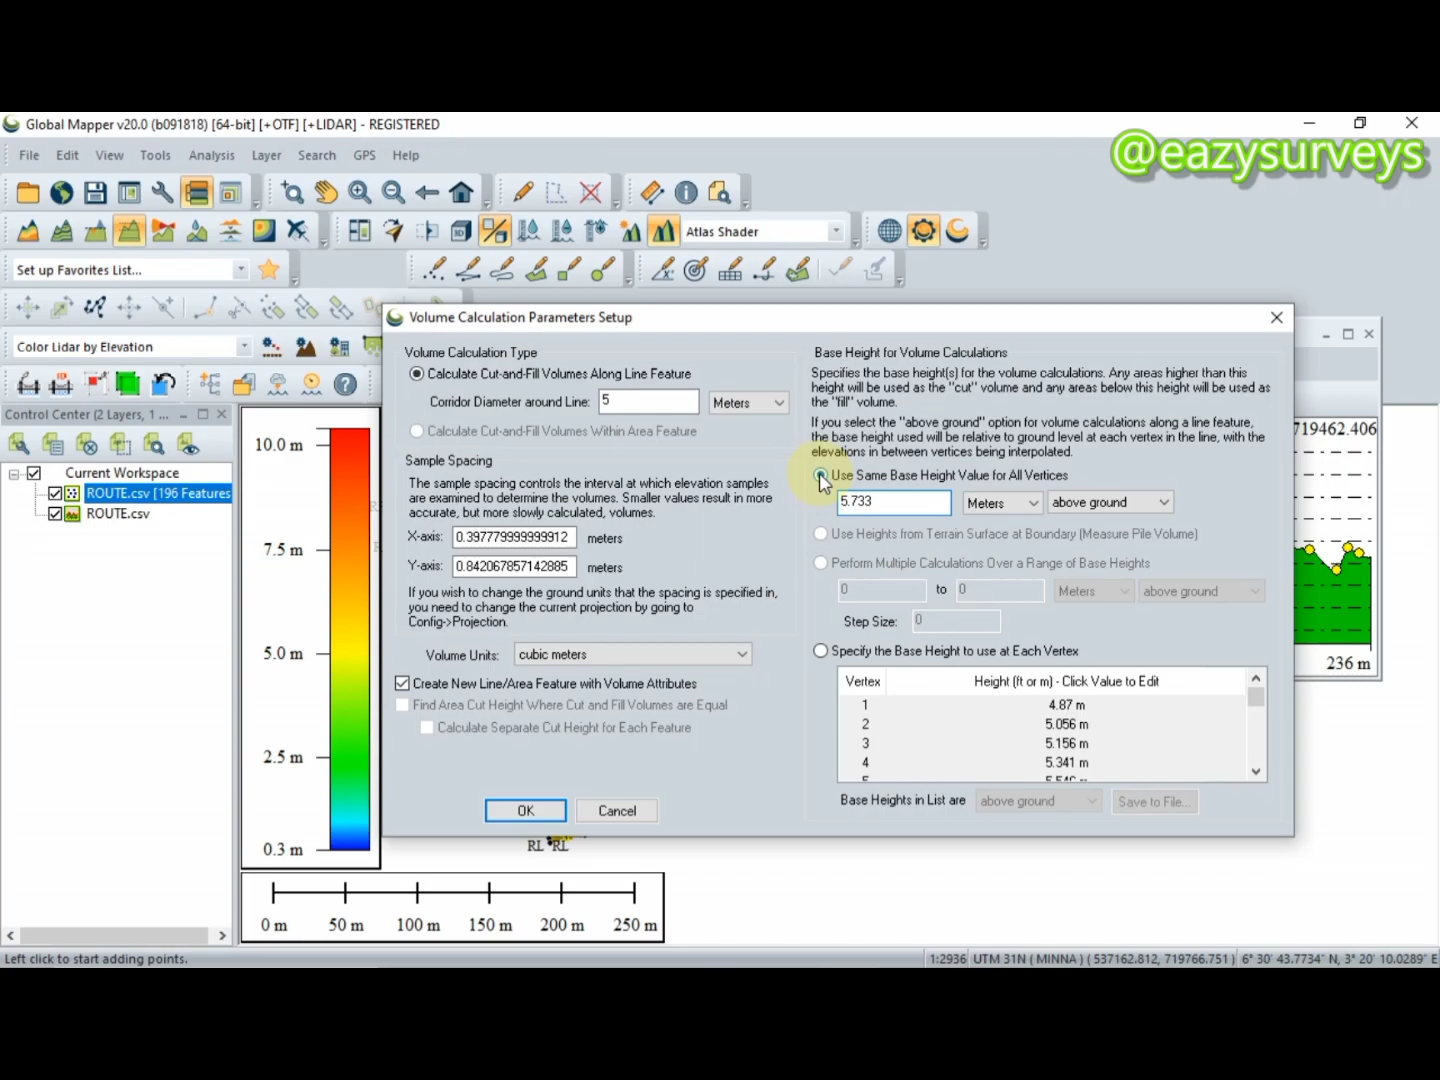 Global Mapper v20.0 (b091818) [64-bit] [+OTF] [+LIDAR] - REGISTERED
@eazysurveys
File Edit View Tools Analysis Layer Search GPS Help
Atlas Shader
Set up Favorites List...
Color Lidar by Elevation
Control Center (2 Layers, 1 ...
Current Workspace
ROUTE.csv [196 Features
ROUTE.csv
10.0 m
7.5 m
5.0 m
2.5 m
0.3 m
Volume Calculation Parameters Setup
Volume Calculation Type
Calculate Cut-and-Fill Volumes Along Line Feature
Corridor Diameter around Line: 5 Meters
Calculate Cut-and-Fill Volumes Within Area Feature
Sample Spacing
The sample spacing controls the interval at which elevation samples
are examined to determine the volumes. Smaller values result in more
accurate, but more slowly calculated, volumes.
X-axis: 0.397779999999912 meters
Y-axis: 0.842067857142885 meters
If you wish to change the ground units that the spacing is specified in,
you need to change the current projection by going to
Config->Projection.
Volume Units: cubic meters
Create New Line/Area Feature with Volume Attributes
Find Area Cut Height Where Cut and Fill Volumes are Equal
Calculate Separate Cut Height for Each Feature
OK Cancel
Base Height for Volume Calculations
Specifies the base height(s) for the volume calculations. Any areas higher than this
height will be used as the "cut" volume and any areas below this height will be used as
the "fill" volume.
If you select the "above ground" option for volume calculations along a line feature,
the base height used will be relative to ground level at each vertex in the line, with the
elevations in between vertices being interpolated.
Use Same Base Height Value for All Vertices
5.733 Meters above ground
Use Heights from Terrain Surface at Boundary (Measure Pile Volume)
Perform Multiple Calculations Over a Range of Base Heights
0 to 0 Meters above ground
Step Size: 0
Specify the Base Height to use at Each Vertex
Vertex Height (ft or m) - Click Value to Edit
1 4.87 m
2 5.056 m
3 5.156 m
4 5.341 m
Base Heights in List are above ground Save to File...
719462.406
236 m
RL RL
0 m 50 m 100 m 150 m 200 m 250 m
Left click to start adding points.
1:2936 UTM 31N ( MINNA ) ( 537162.812, 719766.751 ) 6° 30' 43.7734" N, 3° 20' 10.0289" E